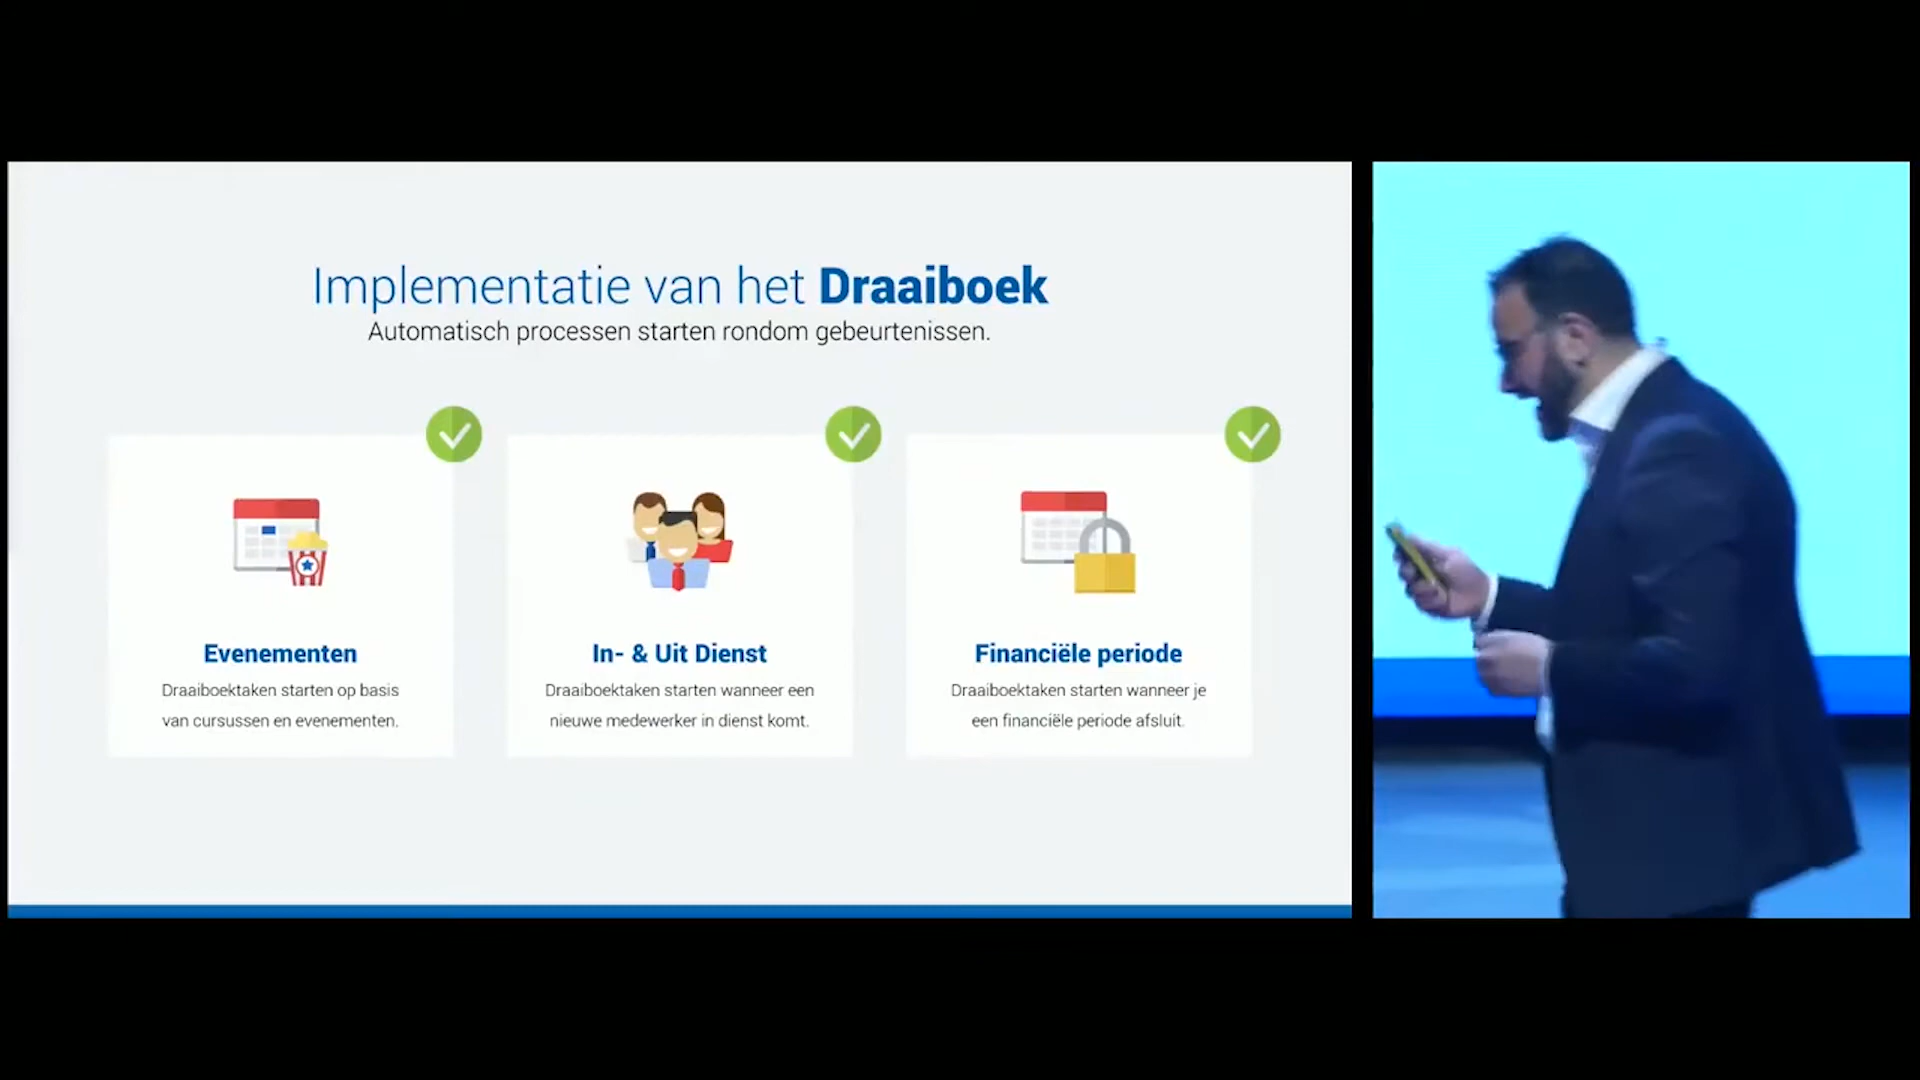 Implementatie van het Draaiboek
Automatisch processen starten rondom gebeurtenissen.
Evenementen
Draaiboektaken starten op basis
van cursussen en evenementen.
In- & Uit Dienst
Draaiboektaken starten wanneer een
nieuwe medewerker in dienst komt.
Financiële periode
Draaiboektaken starten wanneer je
een financiële periode afsluit.